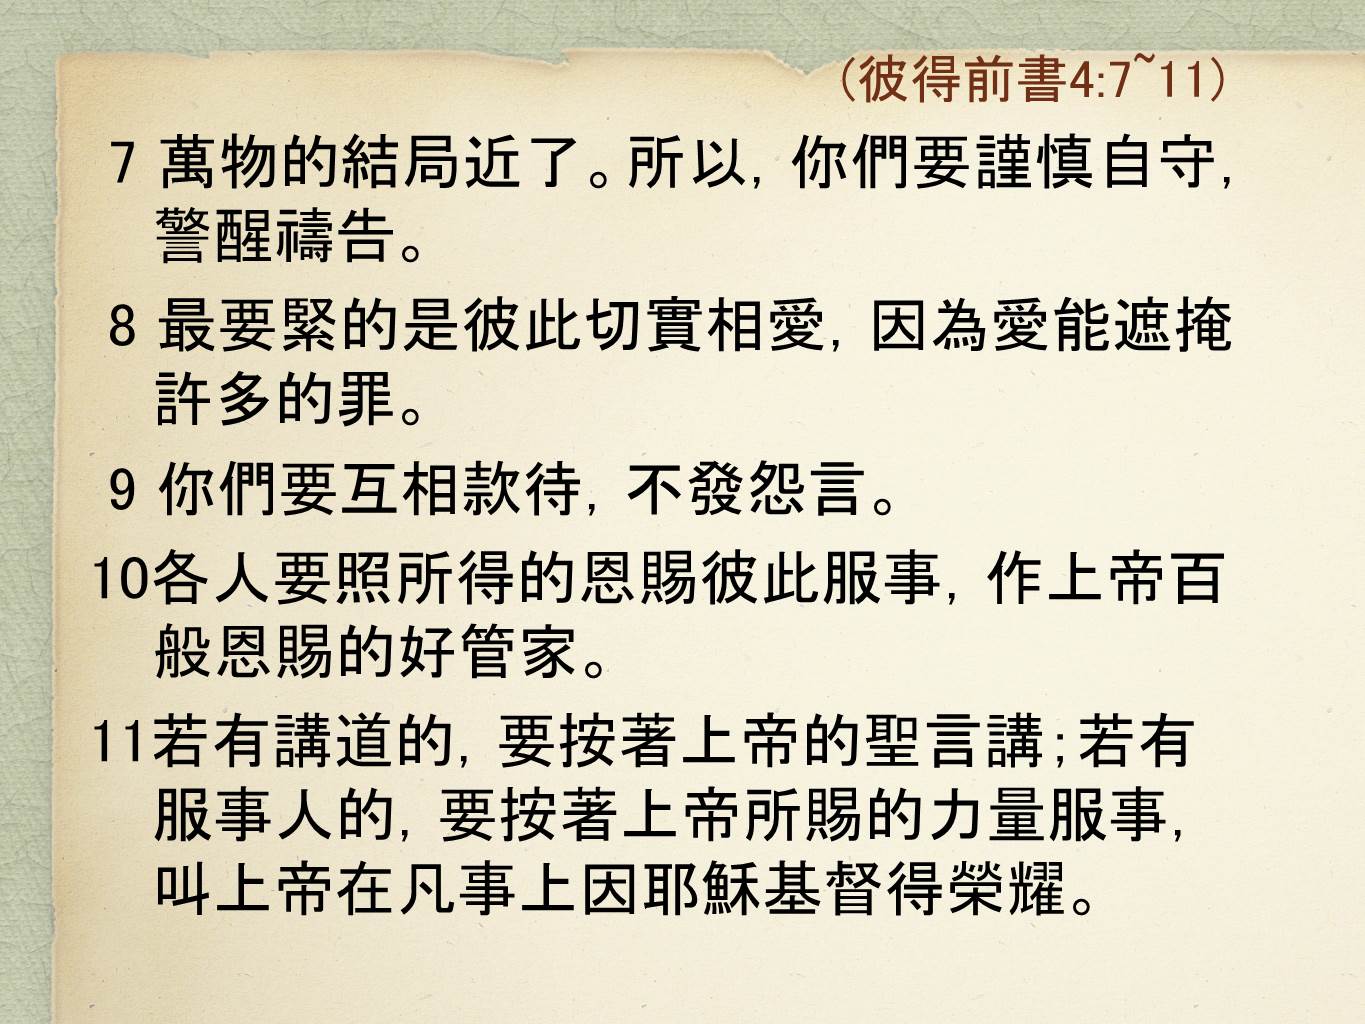 (彼得前書4:7~11)
7 萬物的結局近了。所以, 你們要謹慎自守,
警醒禱告。
8 最要緊的是彼此切實相愛, 因為愛能遮掩
許多的罪。
9 你們要互相款待, 不發怨言。
10各人要照所得的恩賜彼此服事, 作上帝百
般恩賜的好管家。
11若有講道的, 要按著上帝的聖言講;若有
服事人的, 要按著上帝所賜的力量服事,
叫上帝在凡事上因耶穌基督得榮耀。